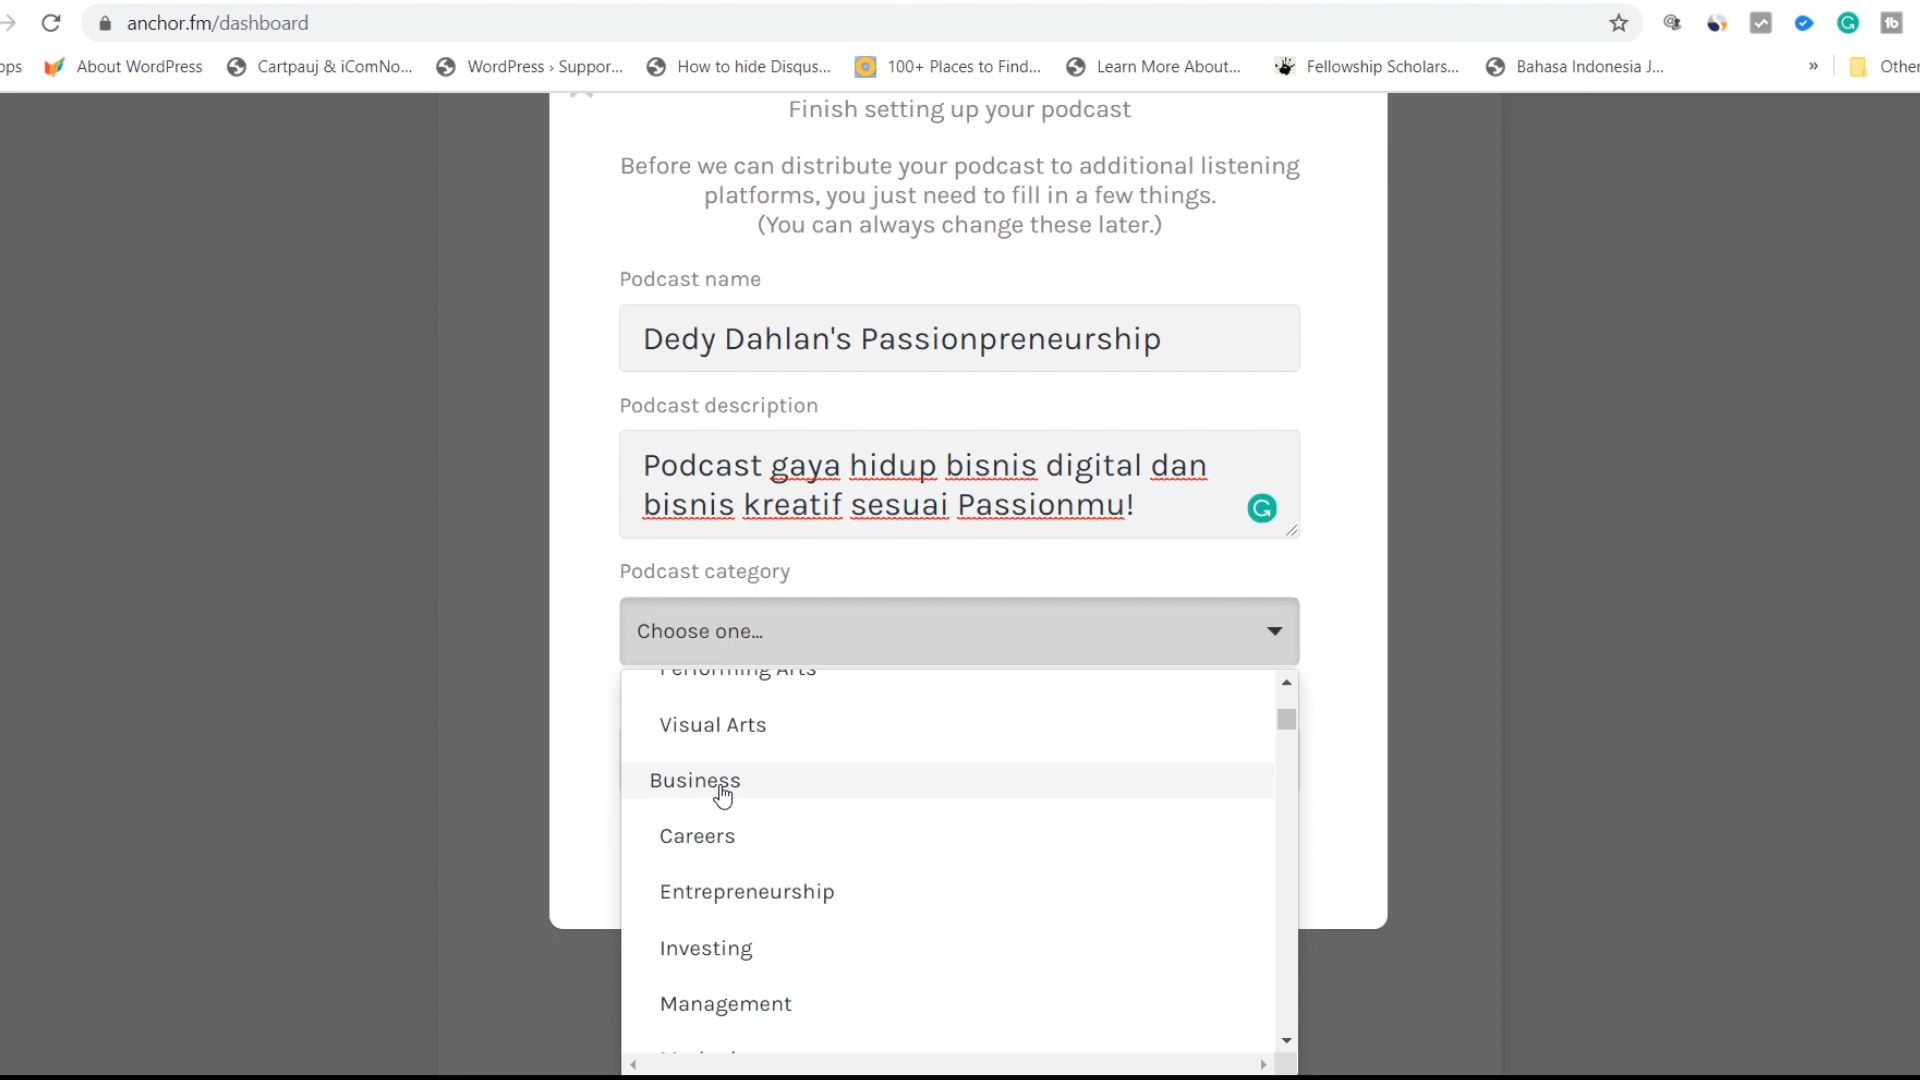 anchor.fm/dashboard
About WordPress
Cartpauj & iComNo...
WordPress › Suppor...
How to hide Disqus...
100+ Places to Find...
Learn More About...
Fellowship Scholars...
Bahasa Indonesia J...
»
Finish setting up your podcast
Before we can distribute your podcast to additional listening
platforms, you just need to fill in a few things.
(You can always change these later.)
Podcast name
Dedy Dahlan's Passionpreneurship
Podcast description
Podcast gaya hidup bisnis digital dan
bisnis kreatif sesuai Passionmu!
Podcast category
Choose one...
Performing Arts
Visual Arts
Business
Careers
Entrepreneurship
Investing
Management